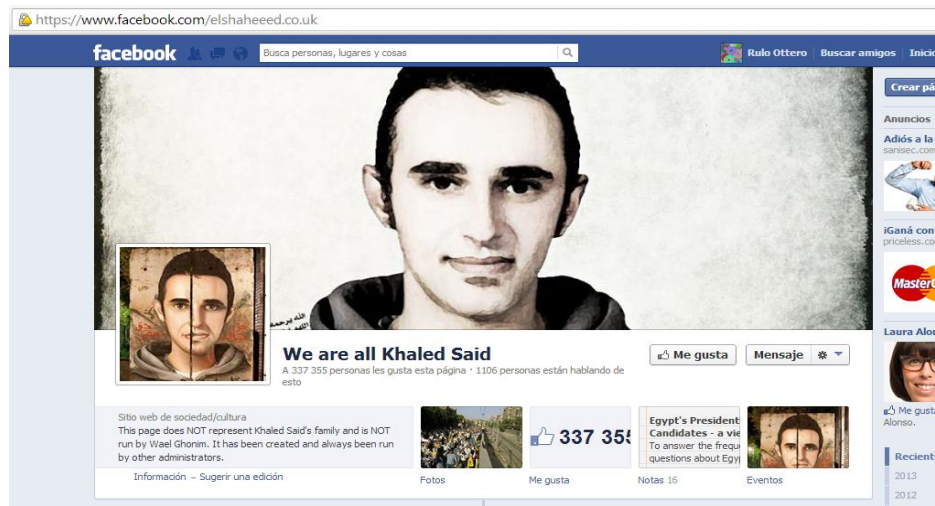 https://www.facebook.com/elshaheeed.co.uk
facebook
Busca personas, lugares y cosas
Rulo Ottero
Buscar amigos
Inicio
Crear pá
Anuncios
Adiós a la
sanisec.com
iGaná con
priceless.co
MasterC
Laura Alo
Me gusta
Alonso.
Recient
2013
2012
الله يرحمه
We are all Khaled Said
A 337 355 personas les gusta esta página · 1106 personas están hablando de
esto
Me gusta
Mensaje
Sitio web de sociedad/cultura
This page does NOT represent Khaled Said's family and is NOT
run by Wael Ghonim. It has been created and always been run
by other administrators.
Información – Sugerir una edición
Fotos
337 355
Me gusta
Egypt's President
Candidates - a vie
To answer the frequ
questions about Egy
Notas 16
Eventos